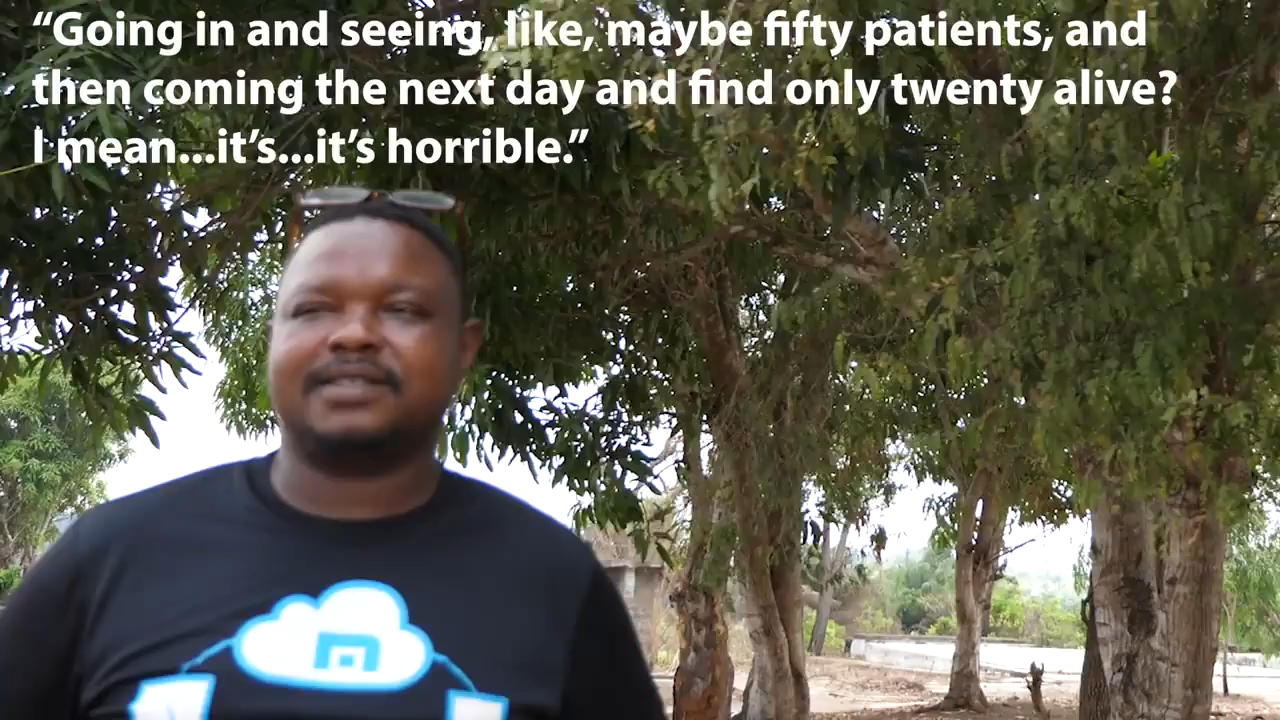 “Going in and seeing, like, maybe fifty patients, and
then coming the next day and find only twenty alive?
I mean...it’s...it’s horrible.”